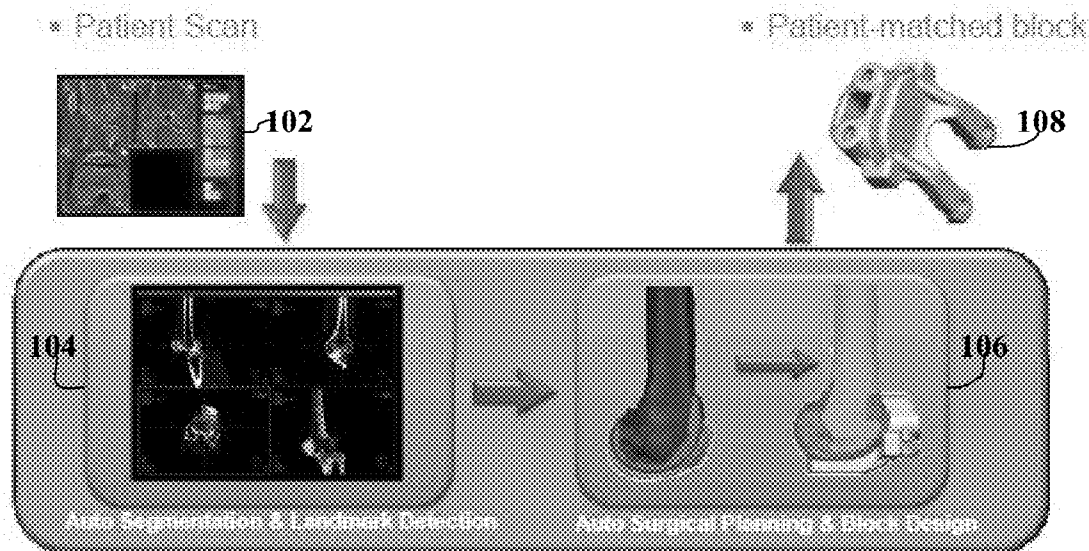 • Patient Scan
• Patient-matched block
102
108
104
106
Auto Segmentation & Landmark Detection
Auto Surgical Planning & Block Design